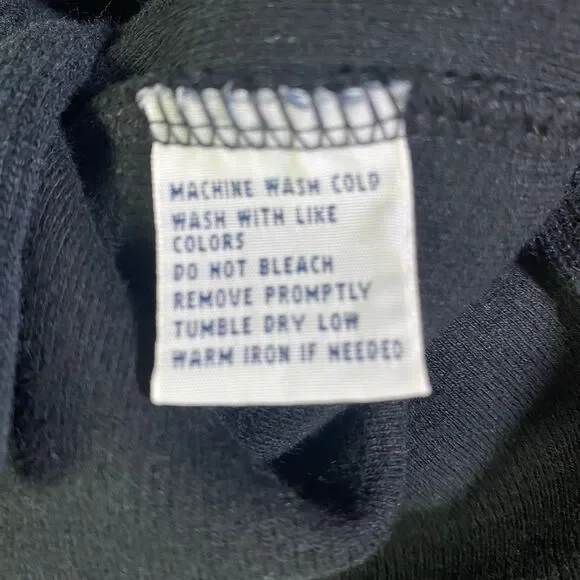 MACHINE WASH COLD
WASH WITH LIKE
COLORS
DO NOT BLEACH
REMOVE PROMPTLY
TUMBLE DRY LOW
WARM IRON IF NEEDED